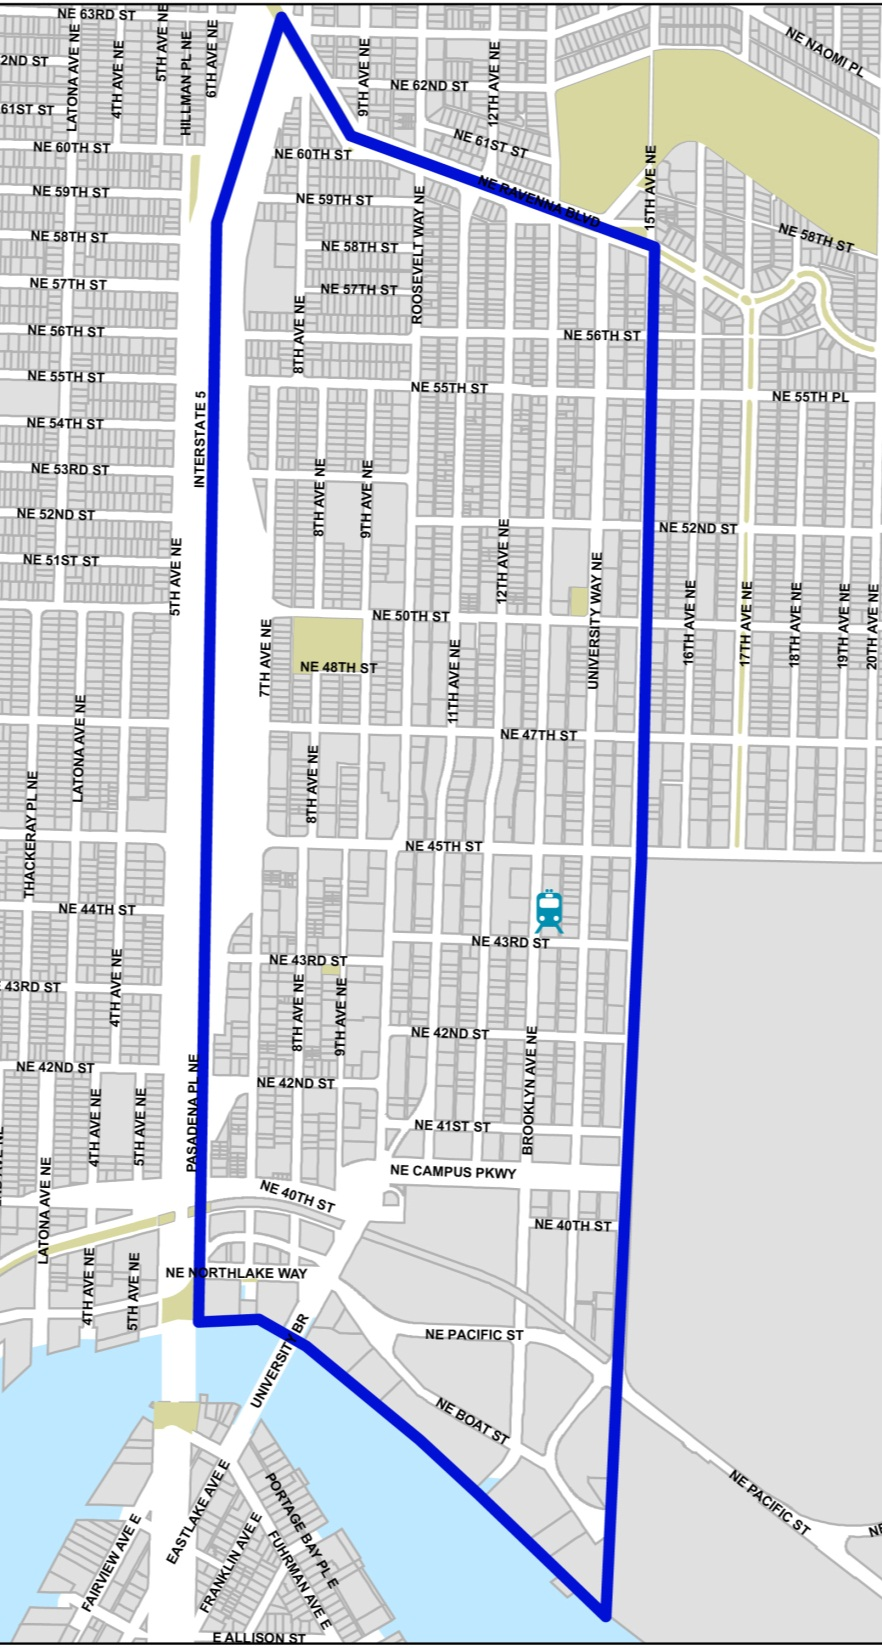 NE 63RD ST
5TH AVE NE
6TH AVE NE
HILLMAN PL NE
4TH AVE NE
LATONA AVE NE
2ND ST
61ST ST
9TH AVE NE
12TH AVE NE
NE 62ND ST
NE 61ST ST
NE NAOMI PL
NE 60TH ST
NE 60TH ST
NE 59TH ST
NE 59TH ST
NE RAVENNA BLVD
15TH AVE NE
NE 58TH ST
NE 58TH ST
NE 58TH ST
ROOSEVELT WAY NE
NE 57TH ST
NE 57TH ST
8TH AVE NE
NE 56TH ST
NE 56TH ST
NE 55TH ST
NE 55TH ST
NE 55TH PL
INTERSTATE 5
NE 54TH ST
NE 53RD ST
8TH AVE NE
9TH AVE NE
NE 52ND ST
NE 52ND ST
12TH AVE NE
NE 51ST ST
5TH AVE NE
UNIVERSITY WAY NE
16TH AVE NE
17TH AVE NE
18TH AVE NE
19TH AVE NE
20TH AVE NE
NE 50TH ST
7TH AVE NE
NE 48TH ST
11TH AVE NE
LATONA AVE NE
NE 47TH ST
8TH AVE NE
THACKERAY PL NE
NE 45TH ST
NE 44TH ST
NE 43RD ST
NE 43RD ST
43RD ST
4TH AVE NE
8TH AVE NE
9TH AVE NE
NE 42ND ST
BROOKLYN AVE NE
NE 42ND ST
NE 42ND ST
PASADENA PL NE
4TH AVE NE
5TH AVE NE
NE 41ST ST
NE CAMPUS PKWY
LATONA AVE NE
NE 40TH ST
NE 40TH ST
4TH AVE NE
5TH AVE NE
NE NORTHLAKE WAY
UNIVERSITY BR
NE PACIFIC ST
NE BOAT ST
NE PACIFIC ST
NE
FAIRVIEW AVE E
EASTLAKE AVE E
FRANKLIN AVE E
PORTAGE BAY PL E
FUHRMAN AVE E
E ALLISON ST